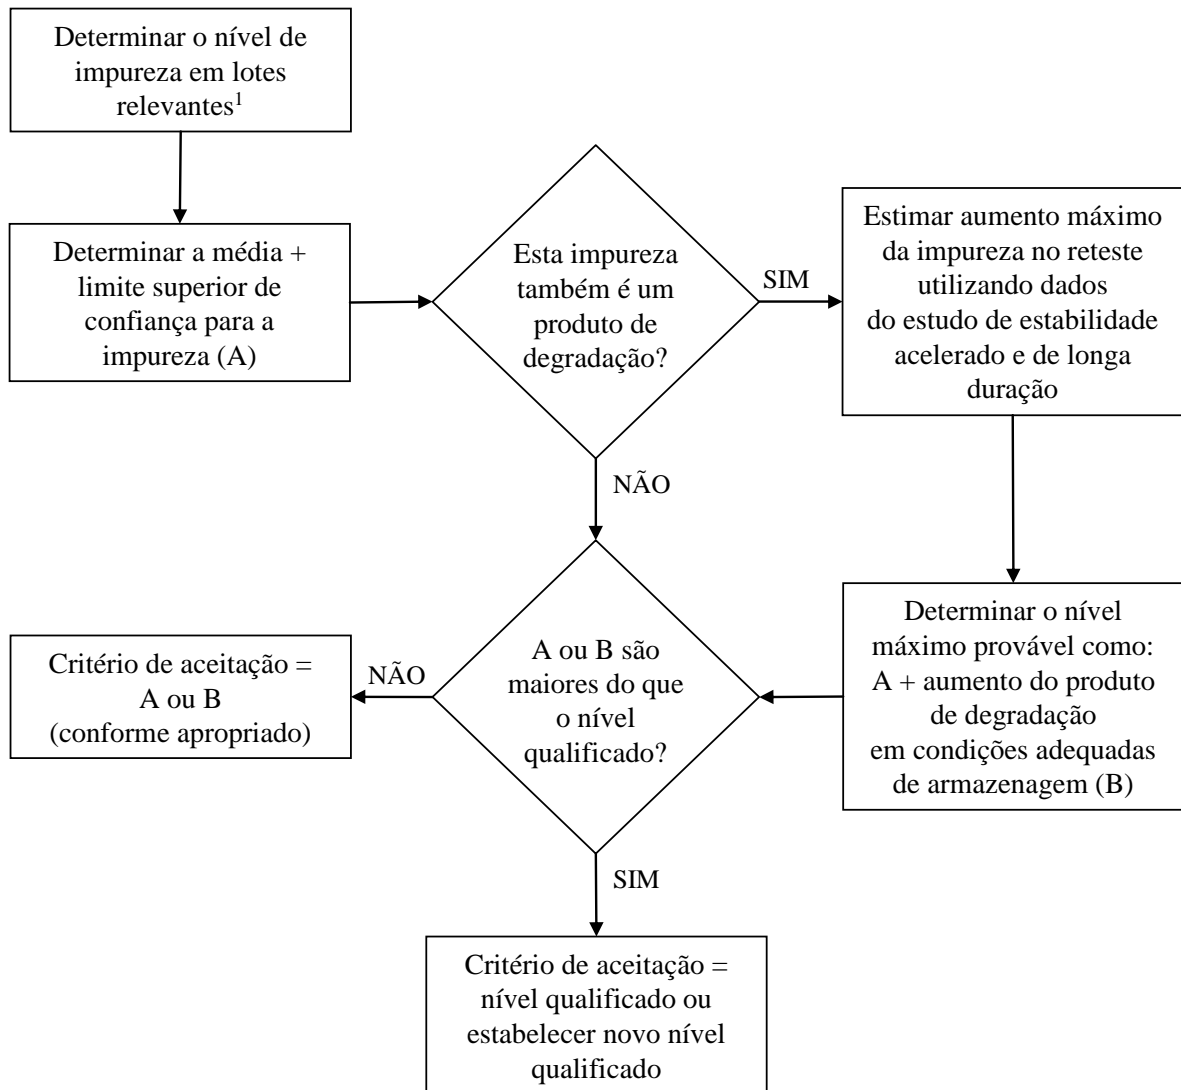 Determinar o nível de
impureza em lotes
relevantes¹
Determinar a média +
limite superior de
confiança para a
impureza (A)
Esta impureza
também é um
produto de
degradação?
SIM
Estimar aumento máximo
da impureza no reteste
utilizando dados
do estudo de estabilidade
acelerado e de longa
duração
NÃO
Determinar o nível
máximo provável como:
A + aumento do produto
de degradação
em condições adequadas
de armazenagem (B)
A ou B são
maiores do que
o nível
qualificado?
NÃO
Critério de aceitação =
A ou B
(conforme apropriado)
SIM
Critério de aceitação =
nível qualificado ou
estabelecer novo nível
qualificado